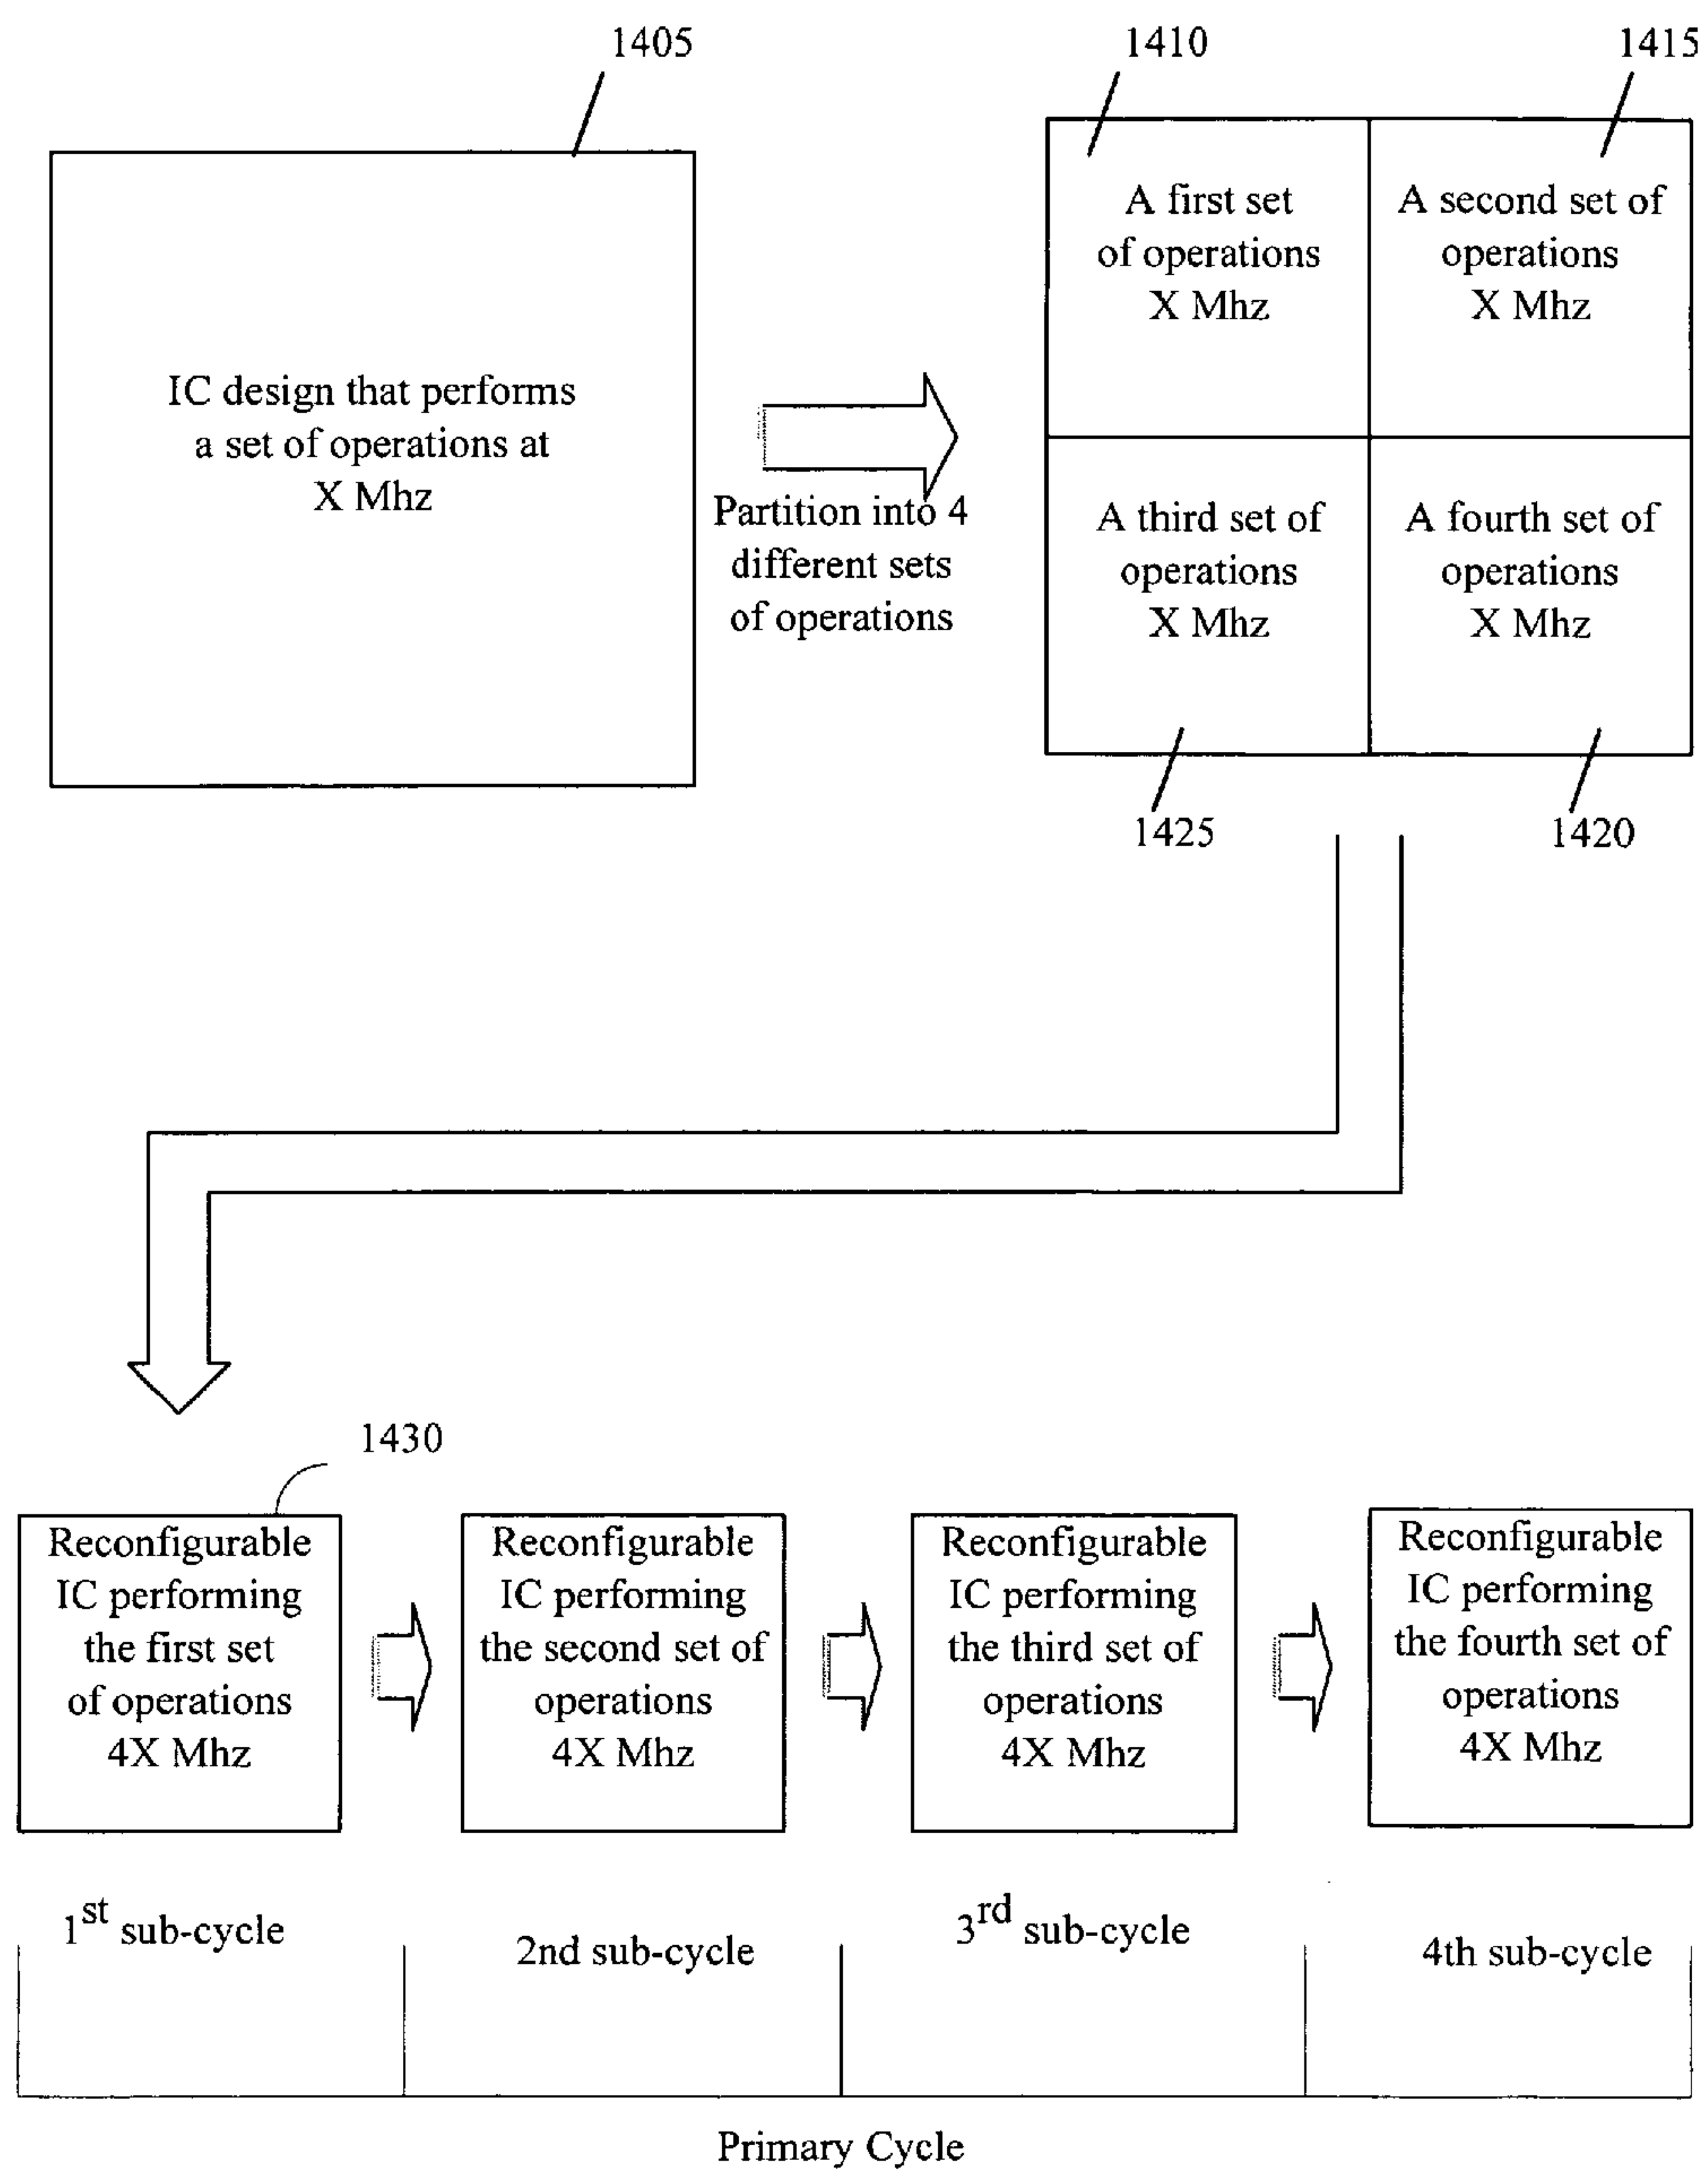 1405
1410
1415
IC design that performs
a set of operations at
X Mhz
Partition into 4
different sets
of operations
A first set
of operations
X Mhz
A second set of
operations
X Mhz
A third set of
operations
X Mhz
A fourth set of
operations
X Mhz
1425
1420
1430
Reconfigurable
IC performing
the first set
of operations
4X Mhz
Reconfigurable
IC performing
the second set of
operations
4X Mhz
Reconfigurable
IC performing
the third set of
operations
4X Mhz
Reconfigurable
IC performing
the fourth set of
operations
4X Mhz
1st sub-cycle
2nd sub-cycle
3rd sub-cycle
4th sub-cycle
Primary Cycle